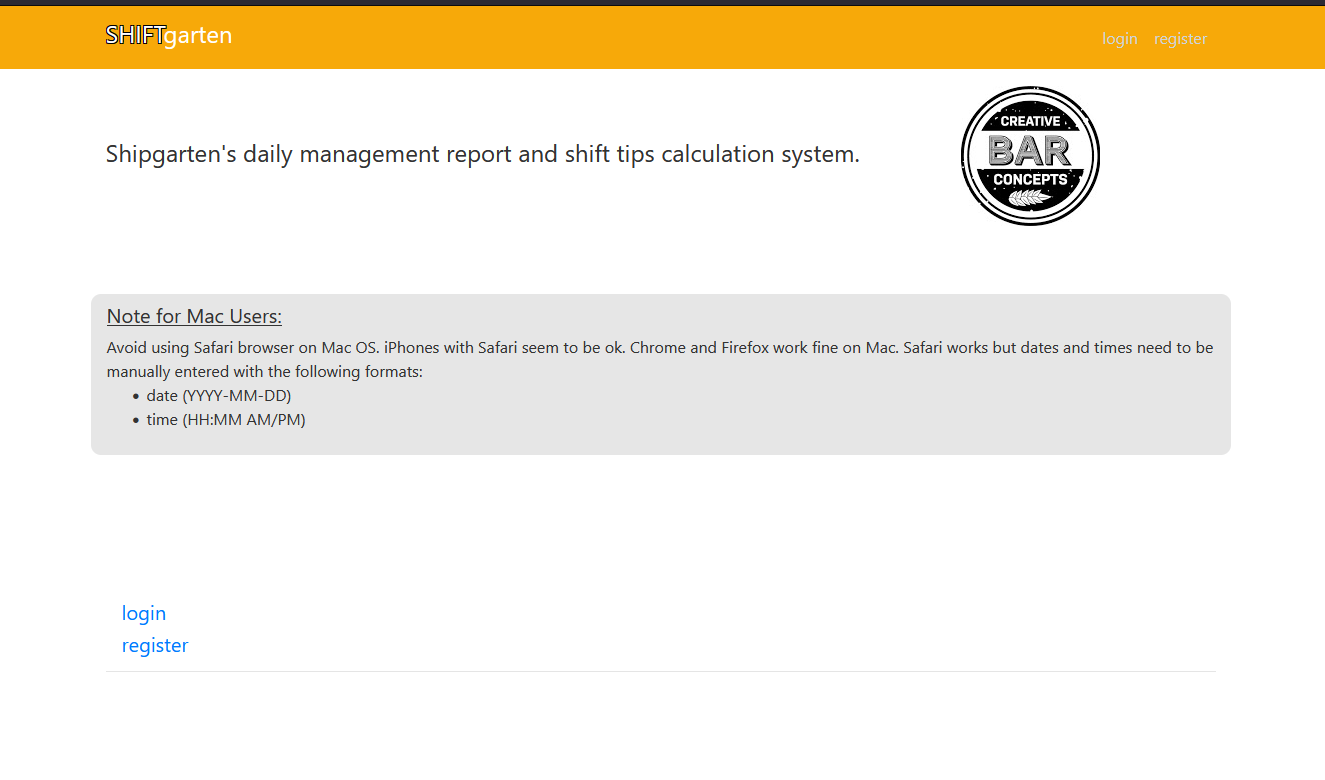 SHIFTgarten
login register
Shipgarten's daily management report and shift tips calculation system.
CREATIVE
BAR
CONCEPTS
Note for Mac Users:
Avoid using Safari browser on Mac OS. iPhones with Safari seem to be ok. Chrome and Firefox work fine on Mac. Safari works but dates and times need to be
manually entered with the following formats:
• date (YYYY-MM-DD)
• time (HH:MM AM/PM)
login
register